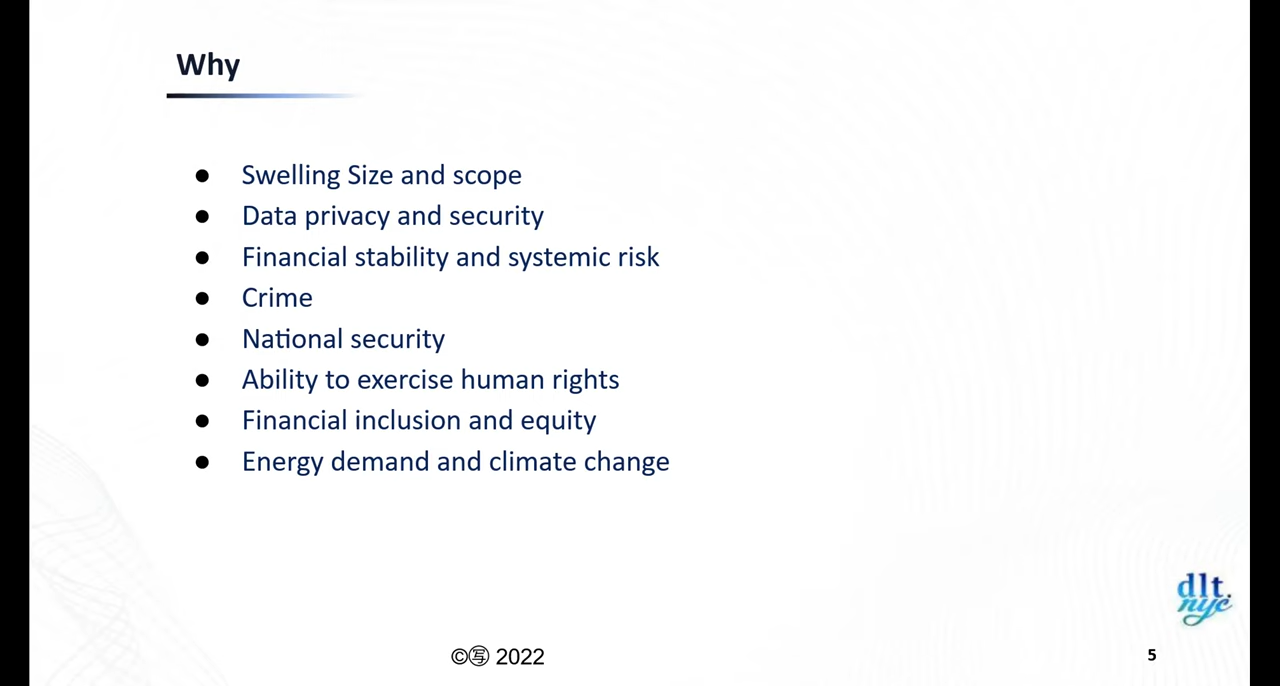 Why
● Swelling Size and scope
● Data privacy and security
● Financial stability and systemic risk
● Crime
● National security
● Ability to exercise human rights
● Financial inclusion and equity
● Energy demand and climate change
dlt.
nyc
©㊢ 2022
5